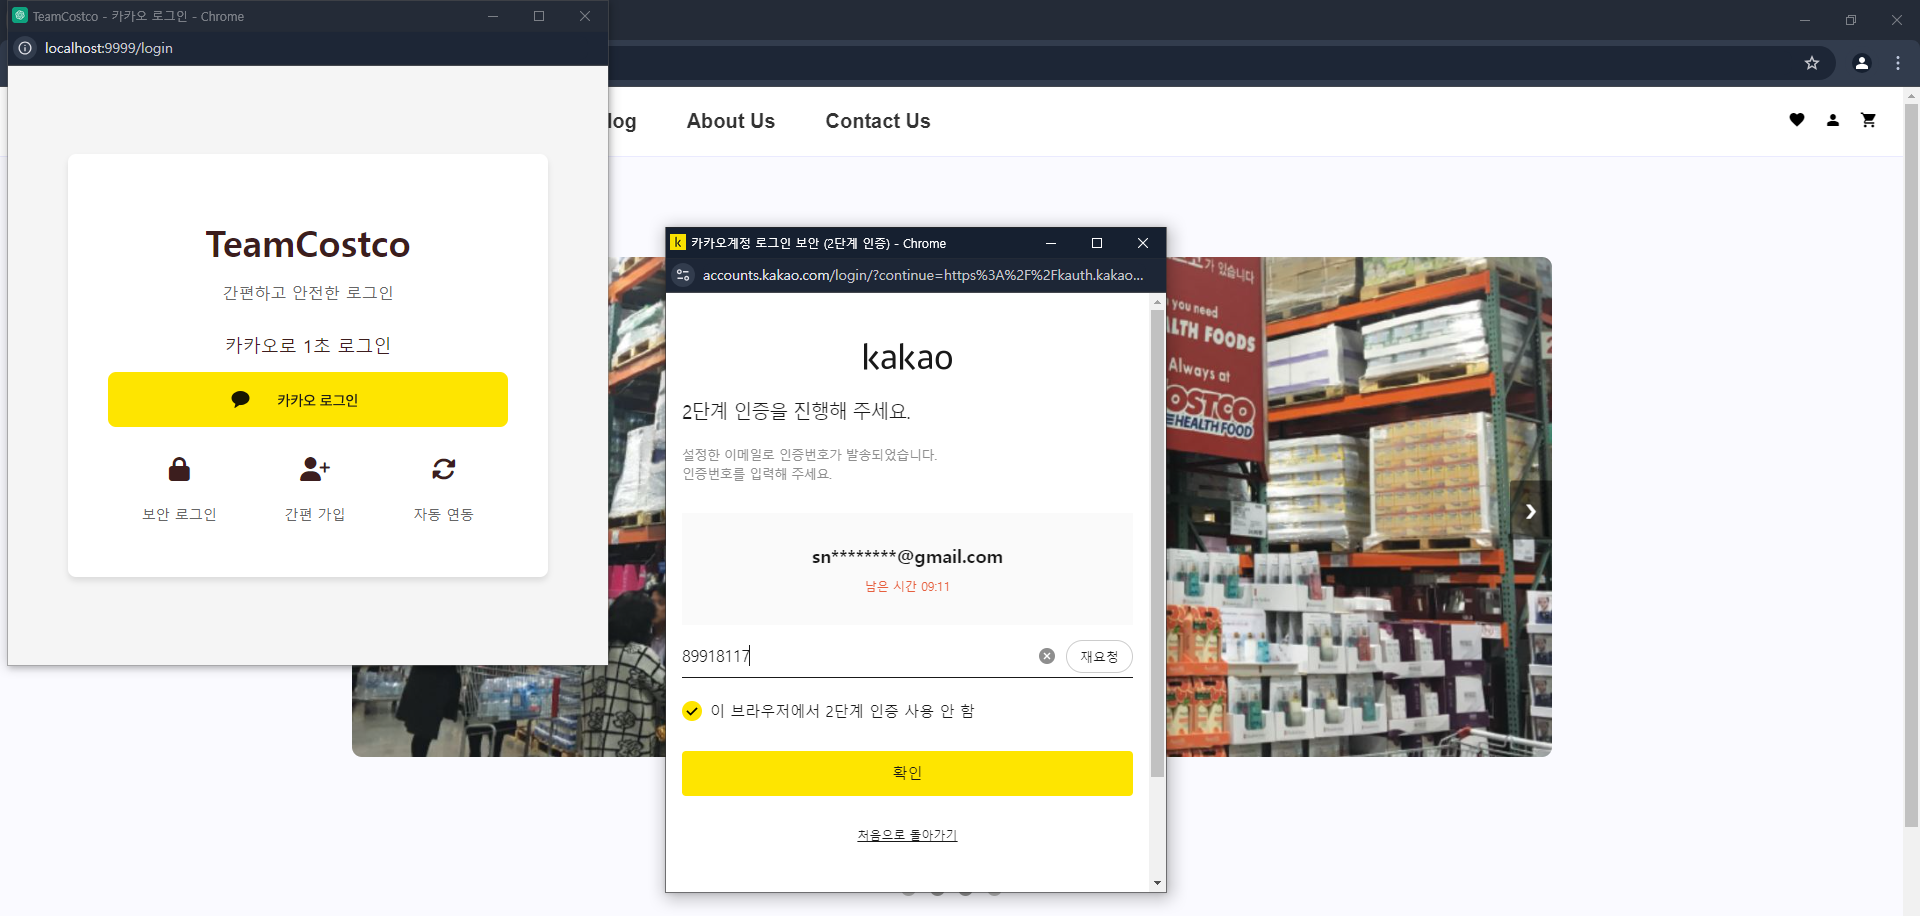 TeamCostco - 카카오 로그인 - Chrome
localhost:9999/login
log
About Us
Contact Us
TeamCostco
간편하고 안전한 로그인
카카오로 1초 로그인
카카오 로그인
보안 로그인
간편 가입
자동 연동
카카오계정 로그인 보안 (2단계 인증) - Chrome
accounts.kakao.com/login/?continue=https%3A%2F%2Fkauth.kakao...
kakao
2단계 인증을 진행해 주세요.
설정한 이메일로 인증번호가 발송되었습니다.
인증번호를 입력해 주세요.
sn********@gmail.com
남은 시간 09:11
89918117
재요청
이 브라우저에서 2단계 인증 사용 안 함
확인
처음으로 돌아가기
가 있습니다
you need
LTH FOODS
Always at
OSTCO
HEALTH FOOD